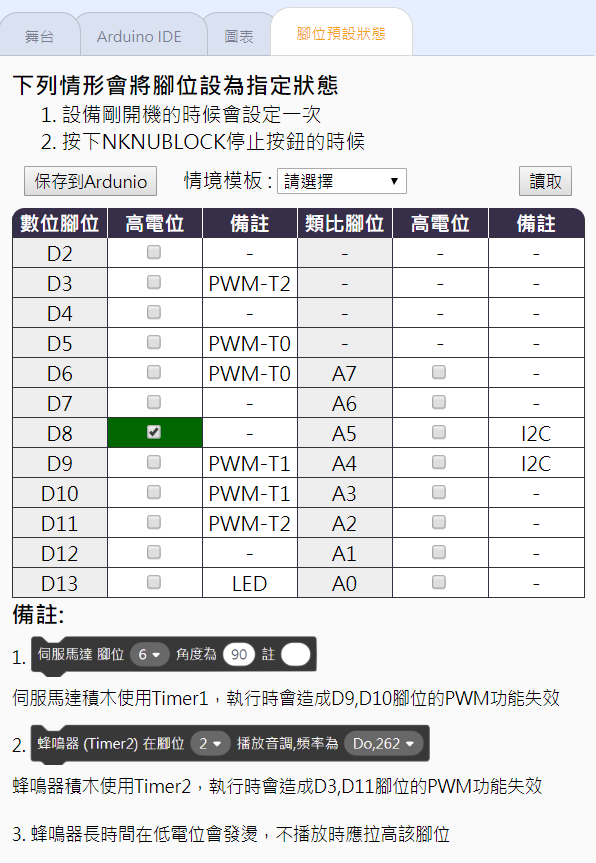 舞台 Arduino IDE 圖表 腳位預設狀態
下列情形會將腳位設為指定狀態
1. 設備剛開機的時候會設定一次
2. 按下NKNUBLOCK停止按鈕的時候
保存到Ardunio 情境模板 : 請選擇 讀取
數位腳位 高電位 備註 類比腳位 高電位 備註
D2 - - - -
D3 PWM-T2 - - -
D4 - - - -
D5 PWM-T0 - - -
D6 PWM-T0 A7 -
D7 - A6 -
D8 - A5 I2C
D9 PWM-T1 A4 I2C
D10 PWM-T1 A3 -
D11 PWM-T2 A2 -
D12 - A1 -
D13 LED A0 -
備註:
1. 伺服馬達 腳位 6 角度為 90 註
伺服馬達積木使用Timer1，執行時會造成D9,D10腳位的PWM功能失效
2. 蜂鳴器 (Timer2) 在腳位 2 播放音調,頻率為 Do,262
蜂鳴器積木使用Timer2，執行時會造成D3,D11腳位的PWM功能失效
3. 蜂鳴器長時間在低電位會發燙，不播放時應拉高該腳位